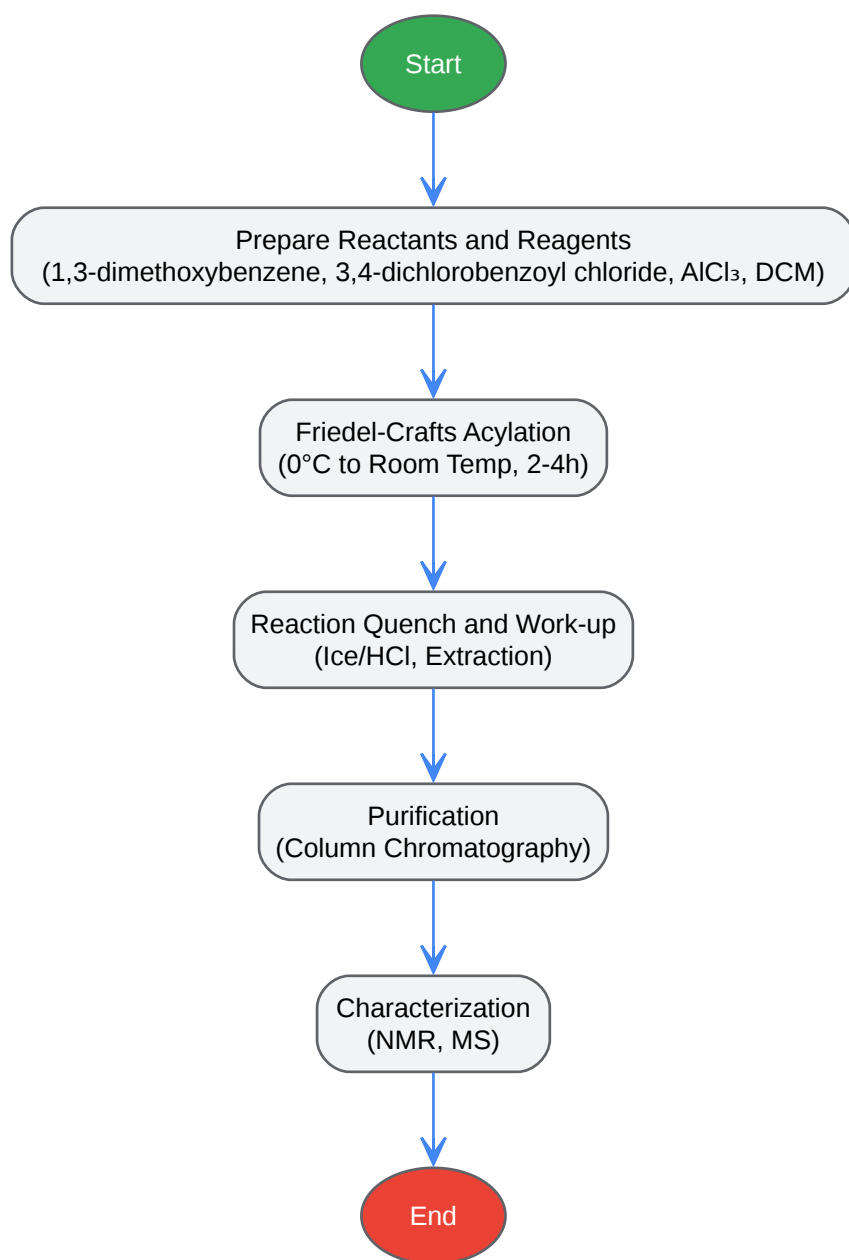 Start
Prepare Reactants and Reagents
(1,3-dimethoxybenzene, 3,4-dichlorobenzoyl chloride, AlCl₃, DCM)
Friedel-Crafts Acylation
(0°C to Room Temp, 2-4h)
Reaction Quench and Work-up
(Ice/HCl, Extraction)
Purification
(Column Chromatography)
Characterization
(NMR, MS)
End